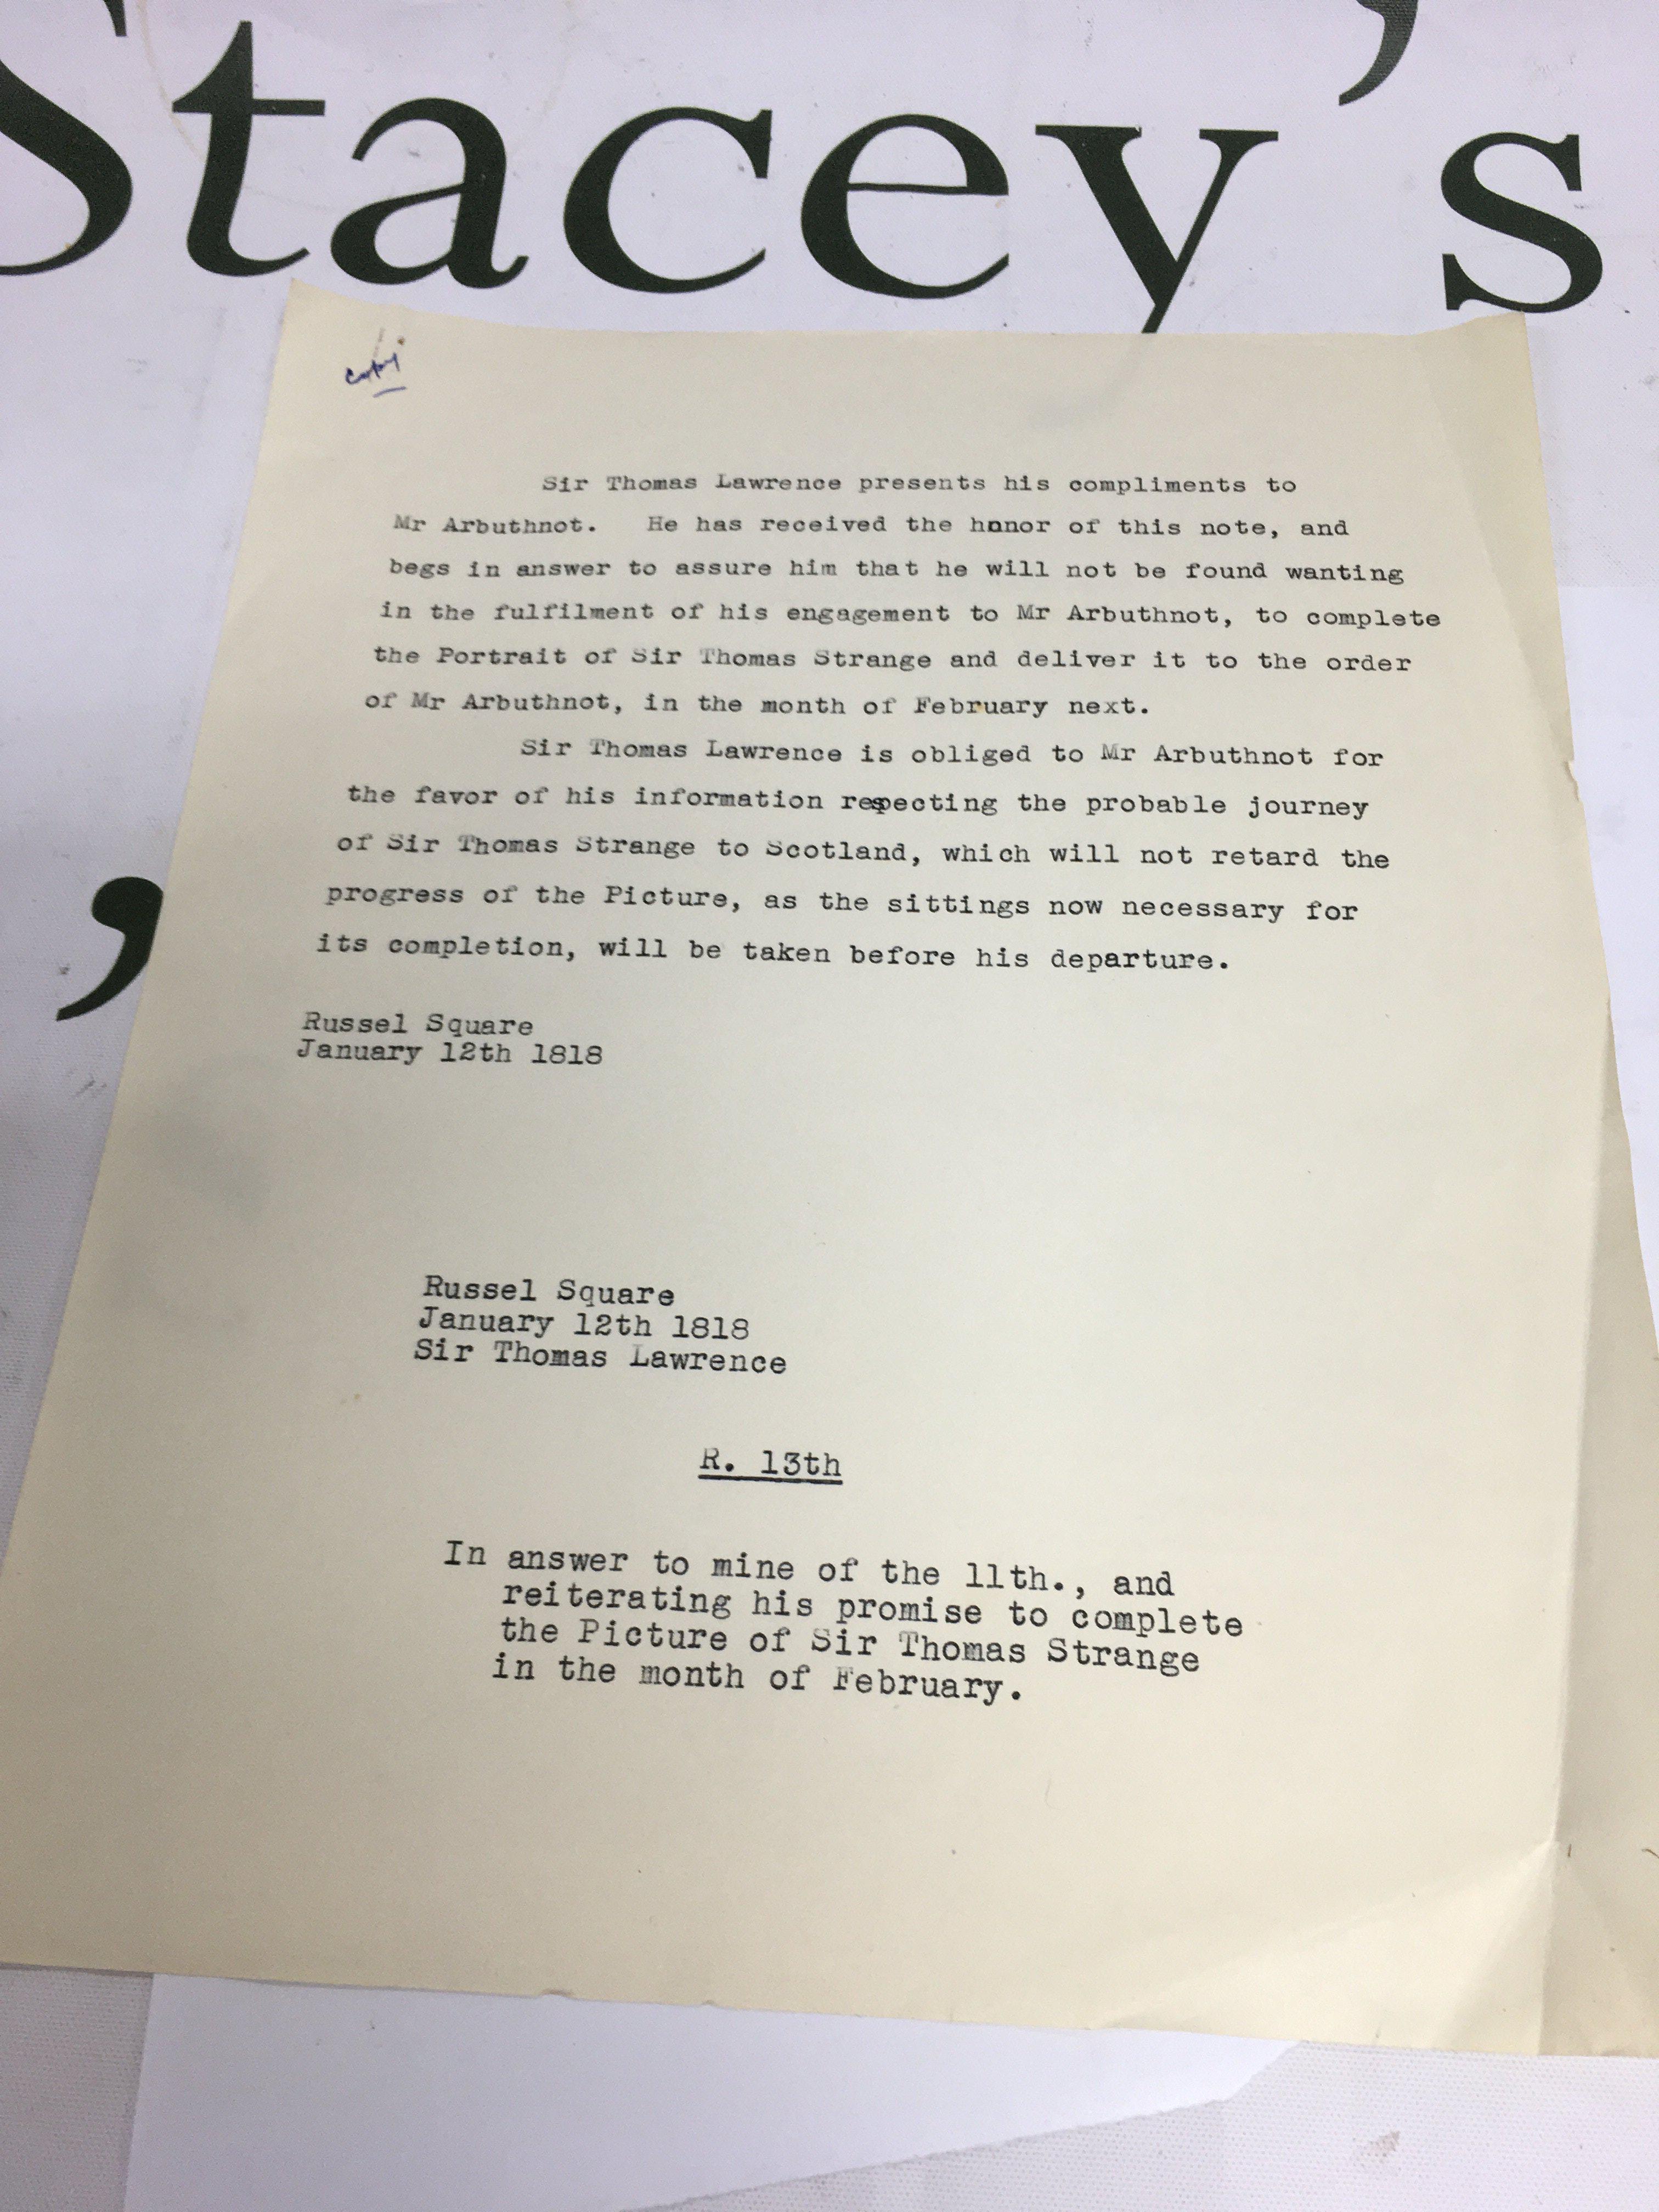 Stacey's
copy
Sir Thomas Lawrence presents his compliments to
Mr Arbuthnot. He has received the honor of this note, and
begs in answer to assure him that he will not be found wanting
in the fulfilment of his engagement to Mr Arbuthnot, to complete
the Portrait of Sir Thomas Strange and deliver it to the order
of Mr Arbuthnot, in the month of February next.
Sir Thomas Lawrence is obliged to Mr Arbuthnot for
the favor of his information respecting the probable journey
of Sir Thomas Strange to Scotland, which will not retard the
progress of the Picture, as the sittings now necessary for
its completion, will be taken before his departure.
Russel Square
January 12th 1818
Russel Square
January 12th 1818
Sir Thomas Lawrence
R. 13th
In answer to mine of the 11th., and
reiterating his promise to complete
the Picture of Sir Thomas Strange
in the month of February.